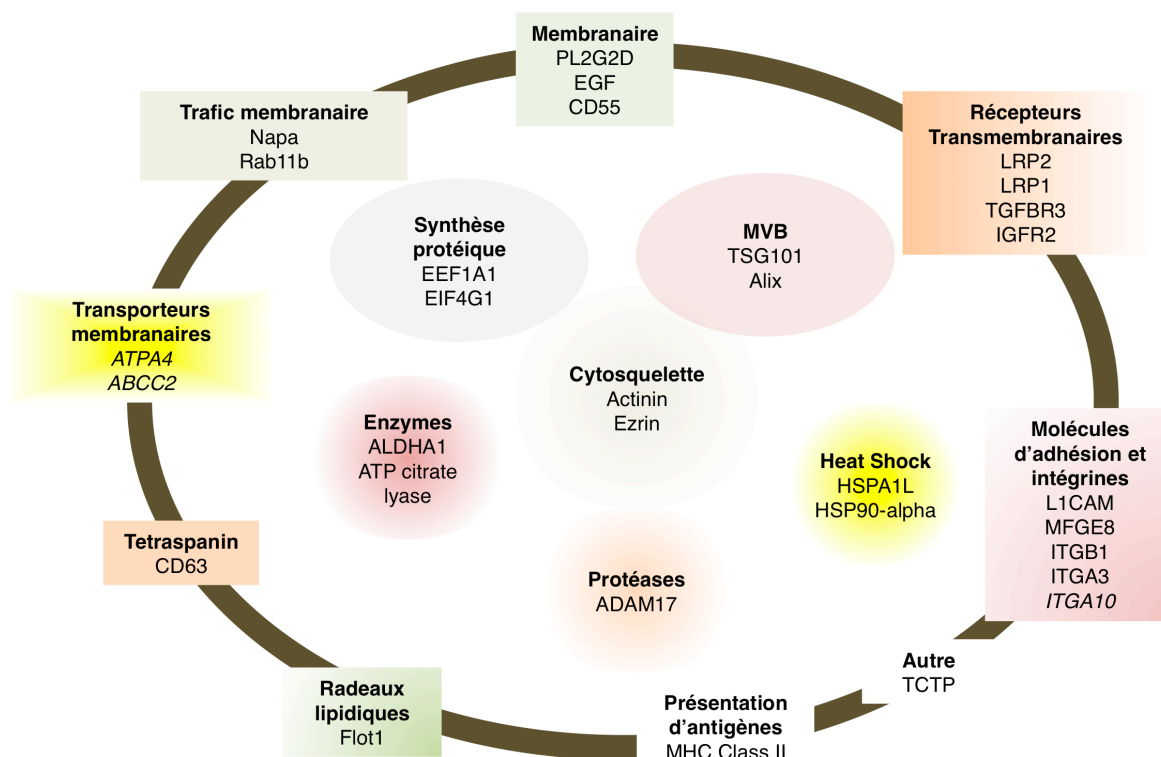 Membranaire
PL2G2D
EGF
CD55
Trafic membranaire
Napa
Rab11b
Récepteurs
Transmembranaires
LRP2
LRP1
TGFBR3
IGFR2
Synthèse
protéique
EEF1A1
EIF4G1
MVB
TSG101
Alix
Transporteurs
membranaires
ATPA4
ABCC2
Cytosquelette
Actinin
Ezrin
Enzymes
ALDHA1
ATP citrate
lyase
Heat Shock
HSPA1L
HSP90-alpha
Molécules
d’adhésion et
intégrines
L1CAM
MFGE8
ITGB1
ITGA3
ITGA10
Tetraspanin
CD63
Protéases
ADAM17
Autre
TCTP
Radeaux
lipidiques
Flot1
Présentation
d’antigènes
MHC Class II